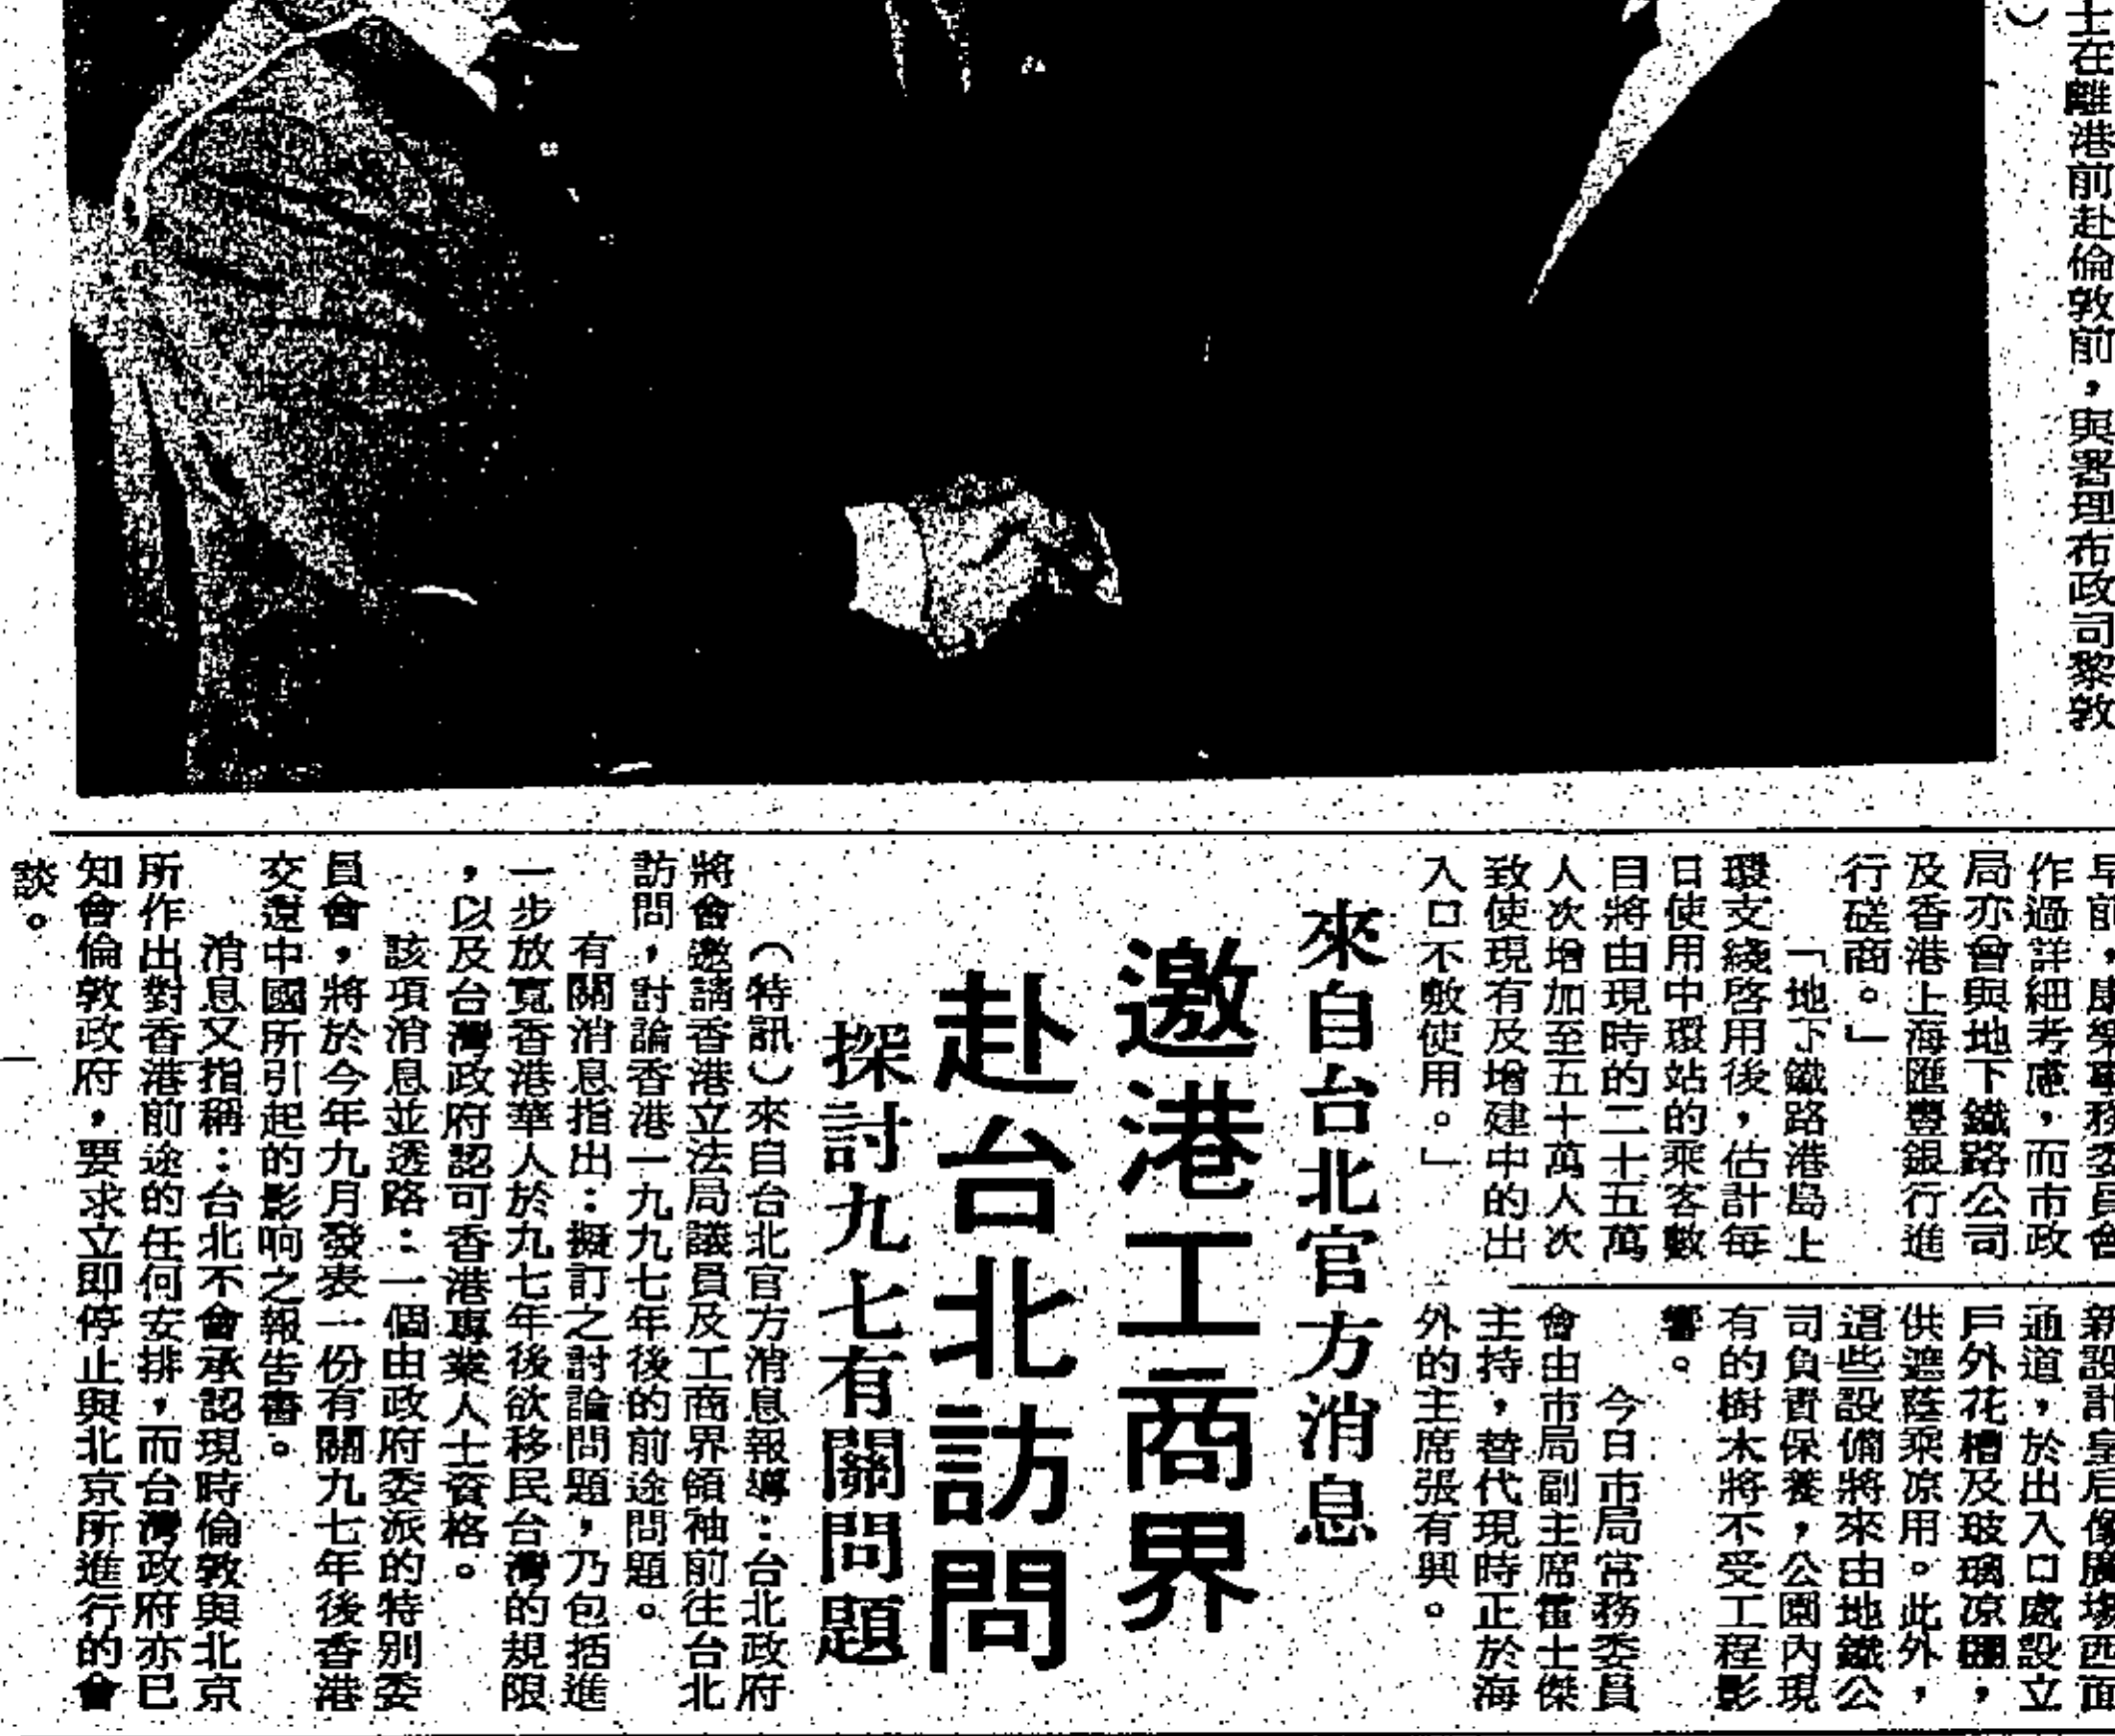 士在離港前赴倫敦前，與署理布政司黎敦
）
早前，康樂事務委員會
作過詳細考慮，而市政
局亦會與地下鐵路公司
及香港上海匯豐銀行進
行磋商。」
「地下鐵路港島上
環支綫啓用後，估計每
日使用中環站的乘客數
目將由現時的二十五萬
人次增加至五十萬人次
致使現有及增建中的出
入口不敷使用。」
新設計皇后像廣場西面
通道，於出入口處設立
戶外花槽及玻璃凉棚，
供遮蔭乘凉用。此外，
這些設備將來由地鐵公
司負責保養，公園內現
有的樹木將不受工程影
響。
今日市局常務委員
會由市局副主席雷士傑
主持，替代現時正於海
外的主席張有興。
來自台北官方消息
邀港工商界
赴台北訪問
探討九七有關問題
（特訊）來自台北官方消息報導：台北政府
將會邀請香港立法局議員及工商界領袖前往台北
訪問，討論香港一九九七年後的前途問題。
有關消息指出：擬訂之討論問題，乃包括進
一步放寬香港華人於九七年後欲移民台灣的規限
，以及台灣政府認可香港專業人士資格。
該項消息並透路：一個由政府委派的特別委
員會，將於今年九月發表一份有關九七年後香港
交還中國所引起的影响之報告書。
消息又指稱：台北不會承認現時倫敦與北京
所作出對香港前途的任何安排，而台灣政府亦已
知會倫敦政府，要求立即停止與北京所進行的會
談。